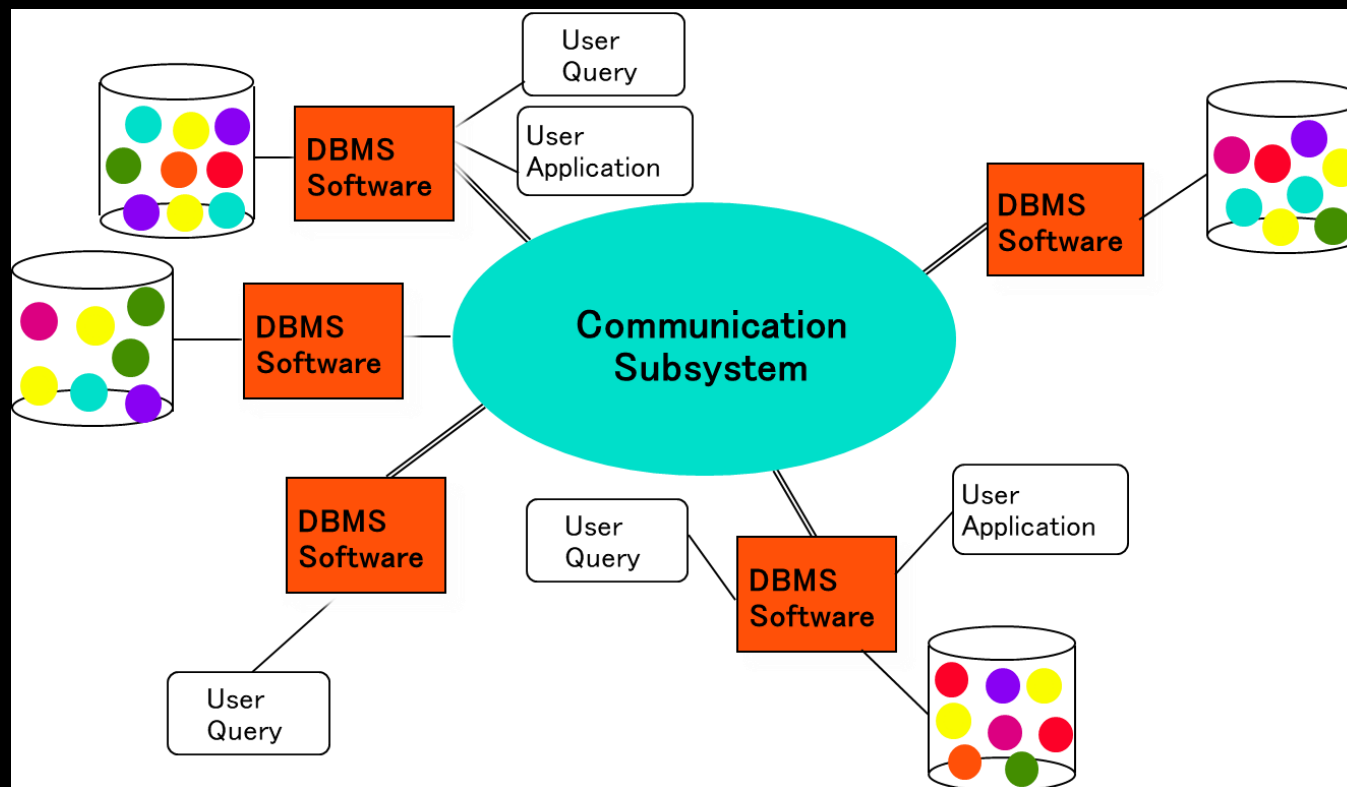 User
Query
DBMS
Software
User
Application
DBMS
Software
DBMS
Software
Communication
Subsystem
DBMS
Software
User
Query
User
Application
DBMS
Software
User
Query